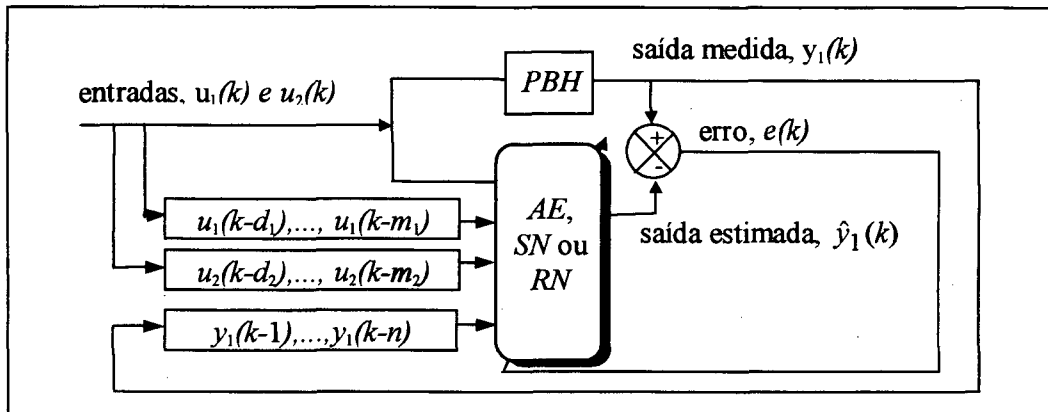 saída medida, y₁(k)
PBH
entradas, u₁(k) e u₂(k)
+
-
erro, e(k)
AE,
SN ou
RN
u₁(k-d₁),..., u₁(k-m₁)
saída estimada, ŷ₁(k)
u₂(k-d₂),..., u₂(k-m₂)
y₁(k-1),...,y₁(k-n)